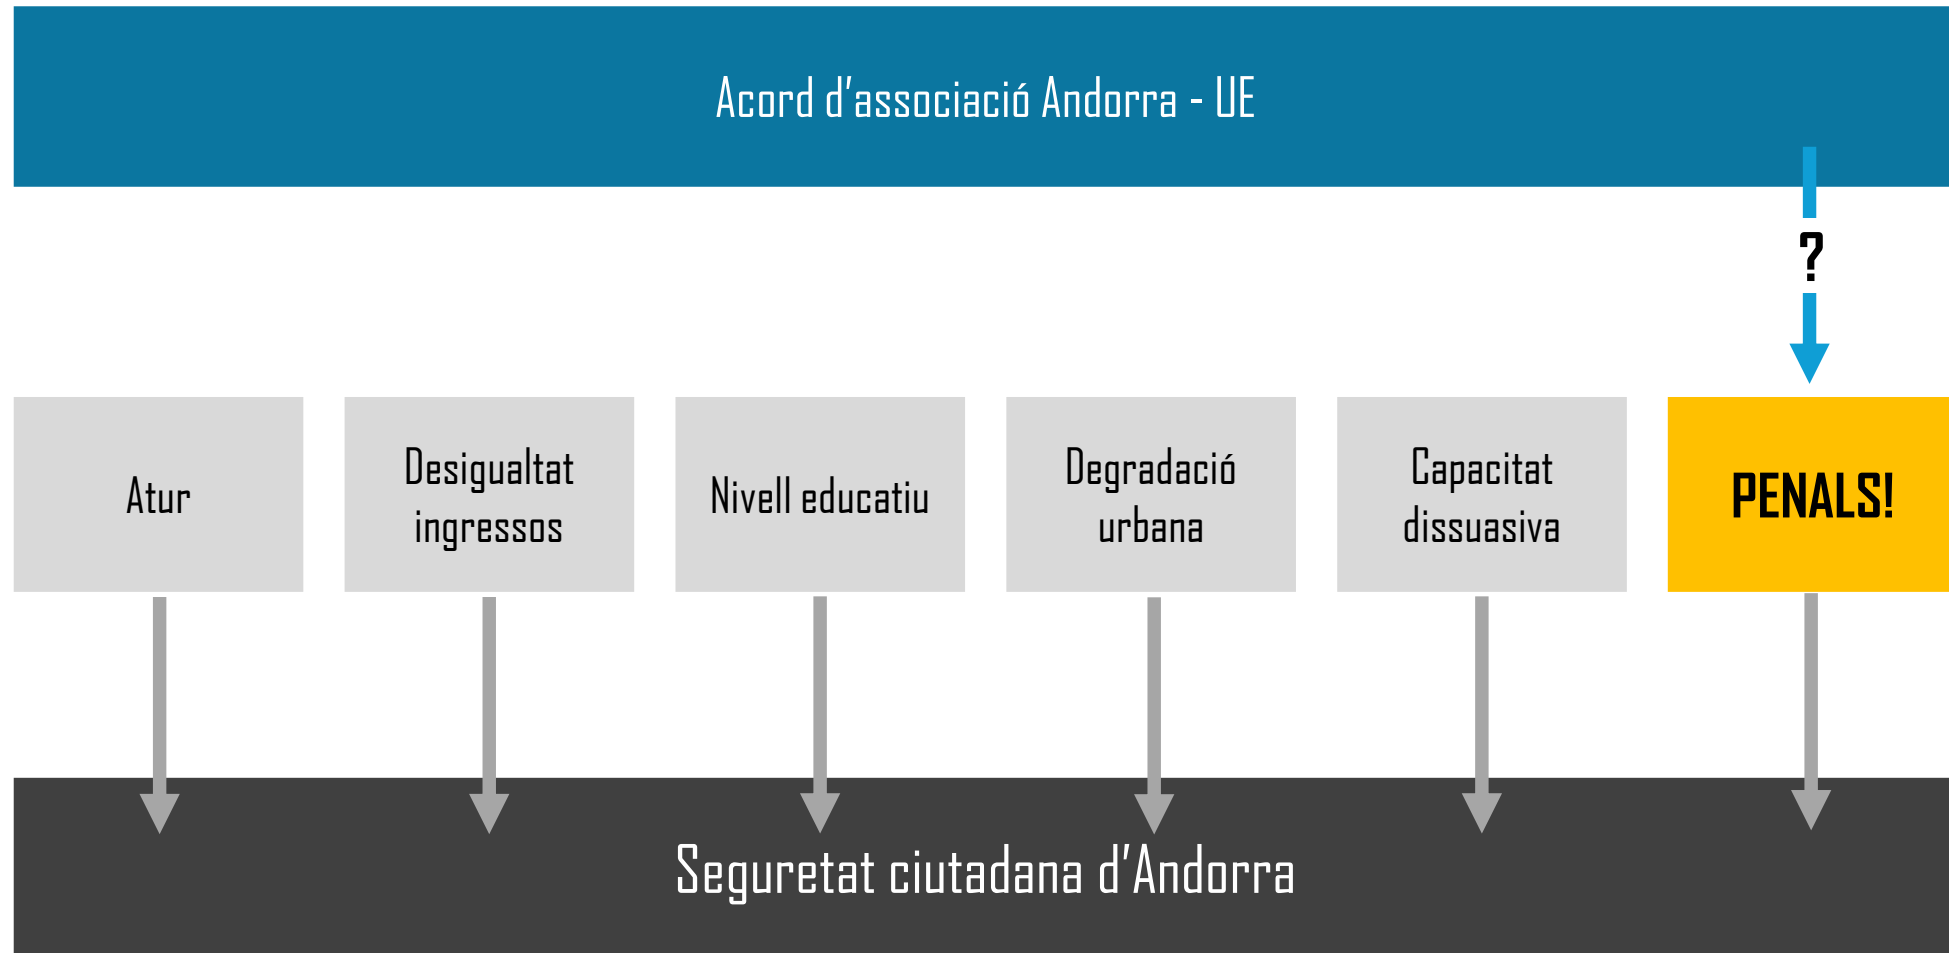 Acord d'associació Andorra - UE
?
Atur
Desigualtat
ingressos
Nivell educatiu
Degradació
urbana
Capacitat
dissuasiva
PENALS!
Seguretat ciutadana d'Andorra